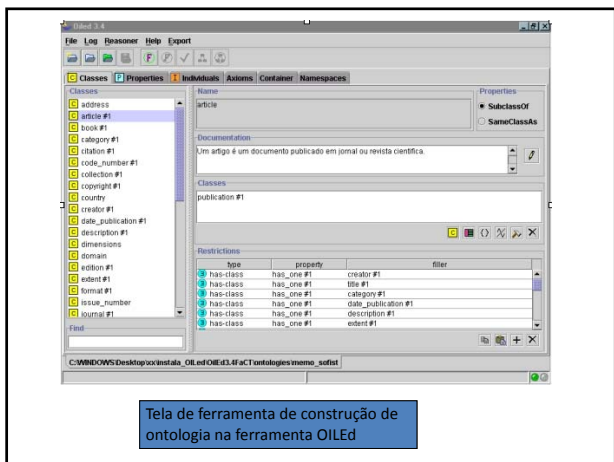 Oiled 3.4
File Log Reasoner Help Export
C Classes P Properties I Individuals Axioms Container Namespaces
Classes
C address
C article #1
C book #1
C category #1
C citation #1
C code_number #1
C collection #1
C copyright #1
C country
C creator #1
C date_publication #1
C description #1
C dimensions
C domain
C edition #1
C extent #1
C format #1
C issue_number
C journal #1
Find
Name
article
Properties
SubclassOf
SameClassAs
Documentation
Um artigo é um documento publicado em jornal ou revista científica.
Classes
publication #1
Restrictions
type property filler
has-class has_one #1 creator #1
has-class has_one #1 title #1
has-class has_one #1 category #1
has-class has_one #1 date_publication #1
has-class has_one #1 description #1
has-class has_one #1 extent #1
C:\WINDOWS\Desktop\xx\instala_OILed\OilEd3.4FaCT\ontologies\memo_sofist
Tela de ferramenta de construção de
ontologia na ferramenta OILEd